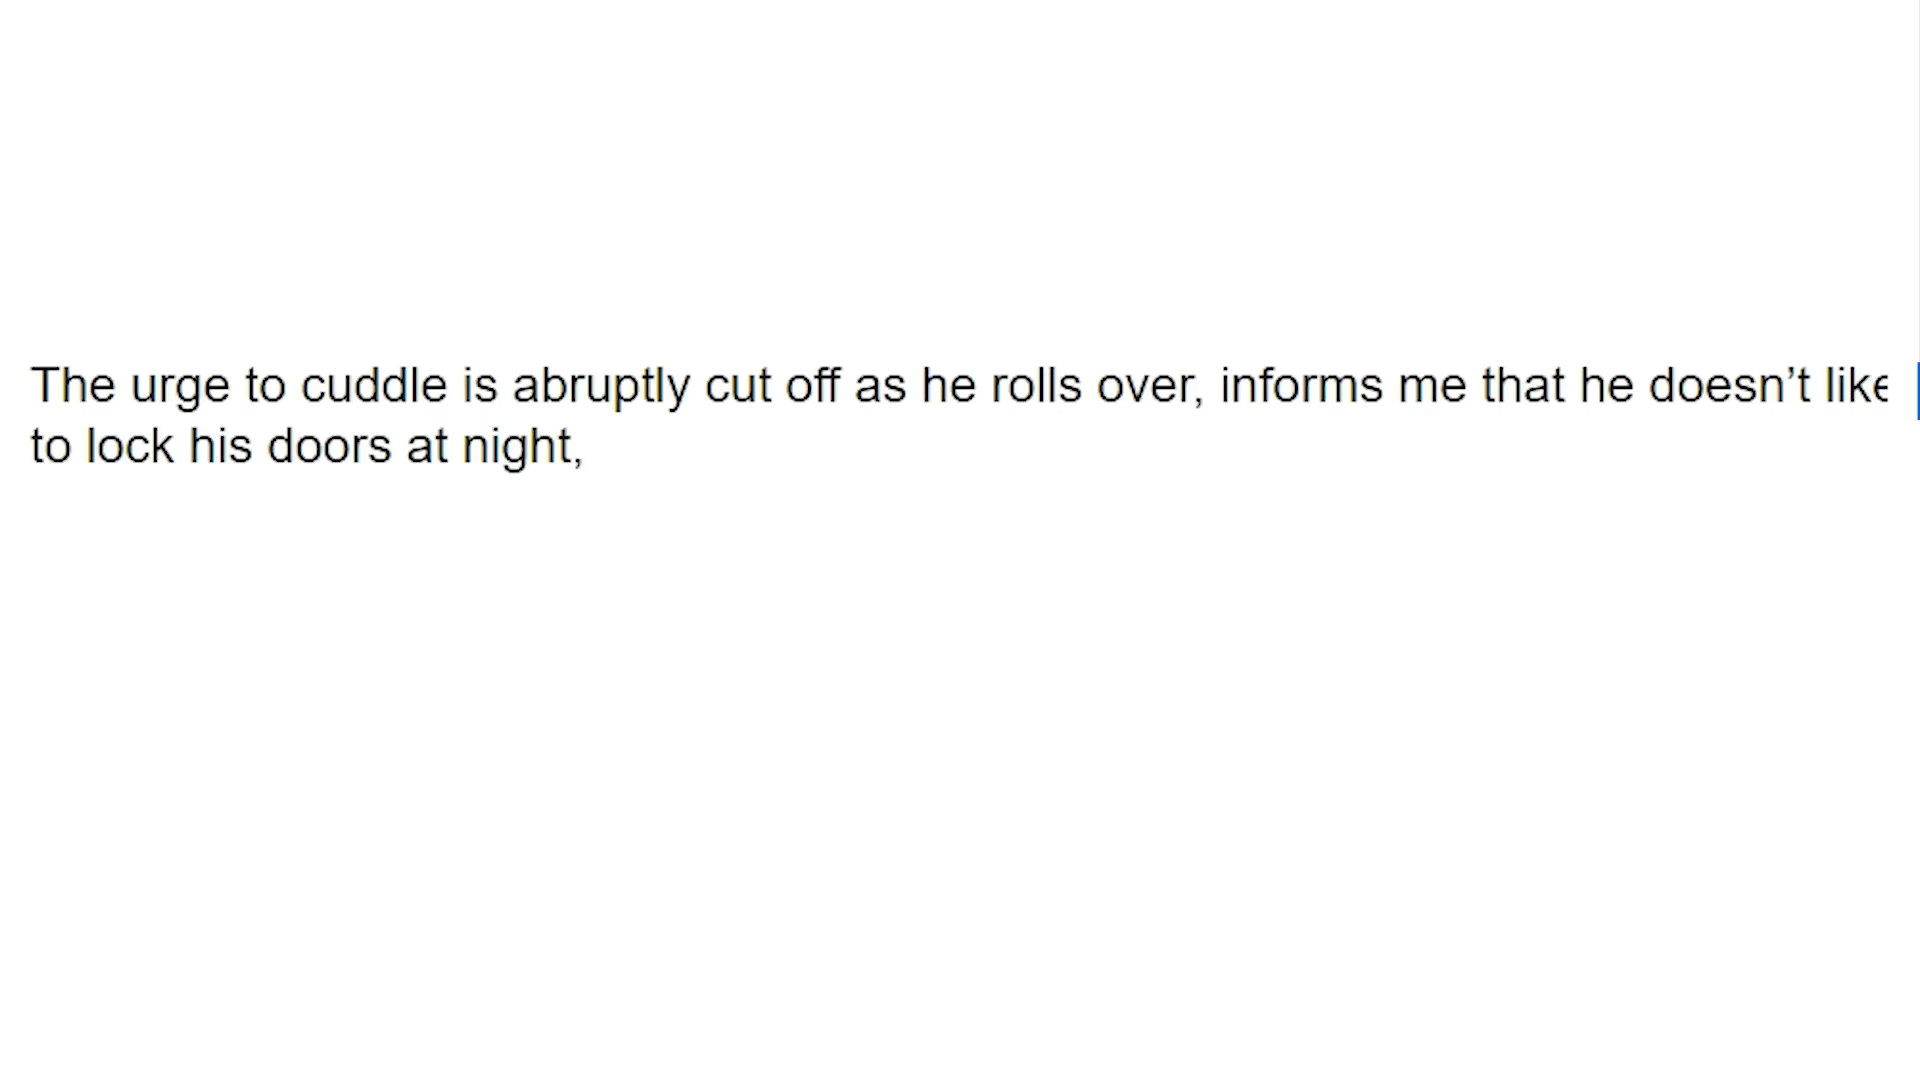 The urge to cuddle is abruptly cut off as he rolls over, informs me that he doesn’t like
to lock his doors at night,